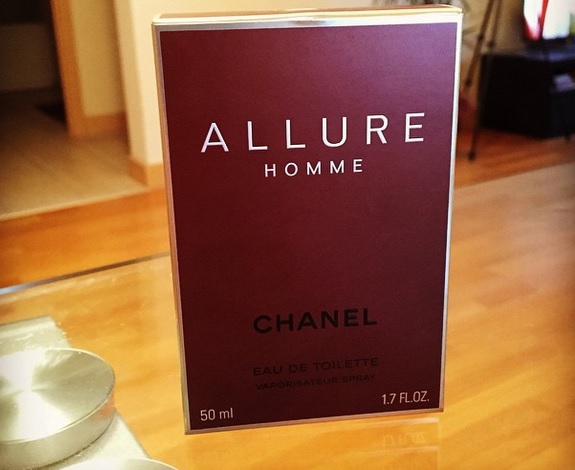 ALLURE
HOMME
CHANEL
EAU DE TOILETTE
VAPORISATEUR SPRAY
50 ml
1.7 FL.OZ.